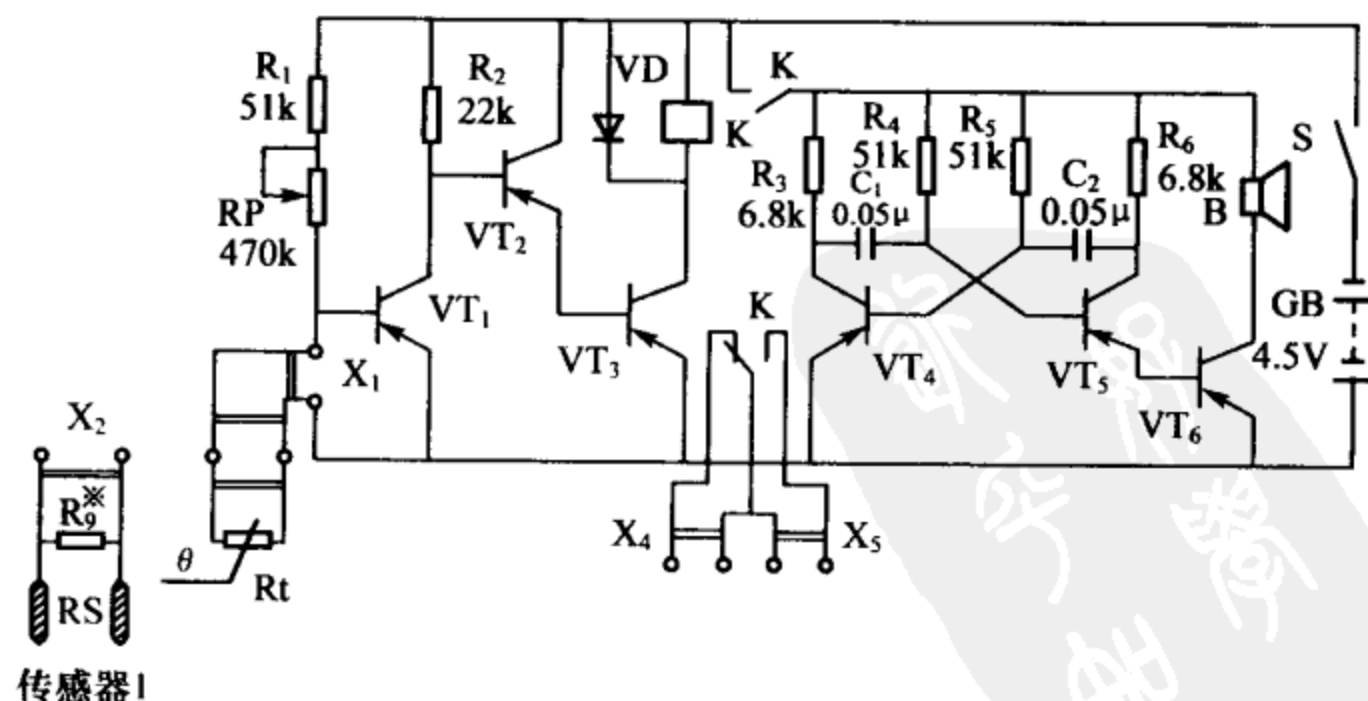 R₁
51k
RP
470k
R₂
22k
VD
K
K
R₃
6.8k
R₄
51k
C₁
0.05μ
R₅
51k
C₂
0.05μ
R₆
6.8k
B
S
GB
4.5V
VT₁
VT₂
VT₃
K
VT₄
VT₅
VT₆
X₁
X₂
R₉※
RS
θ
Rt
X₄
X₅
传感器1